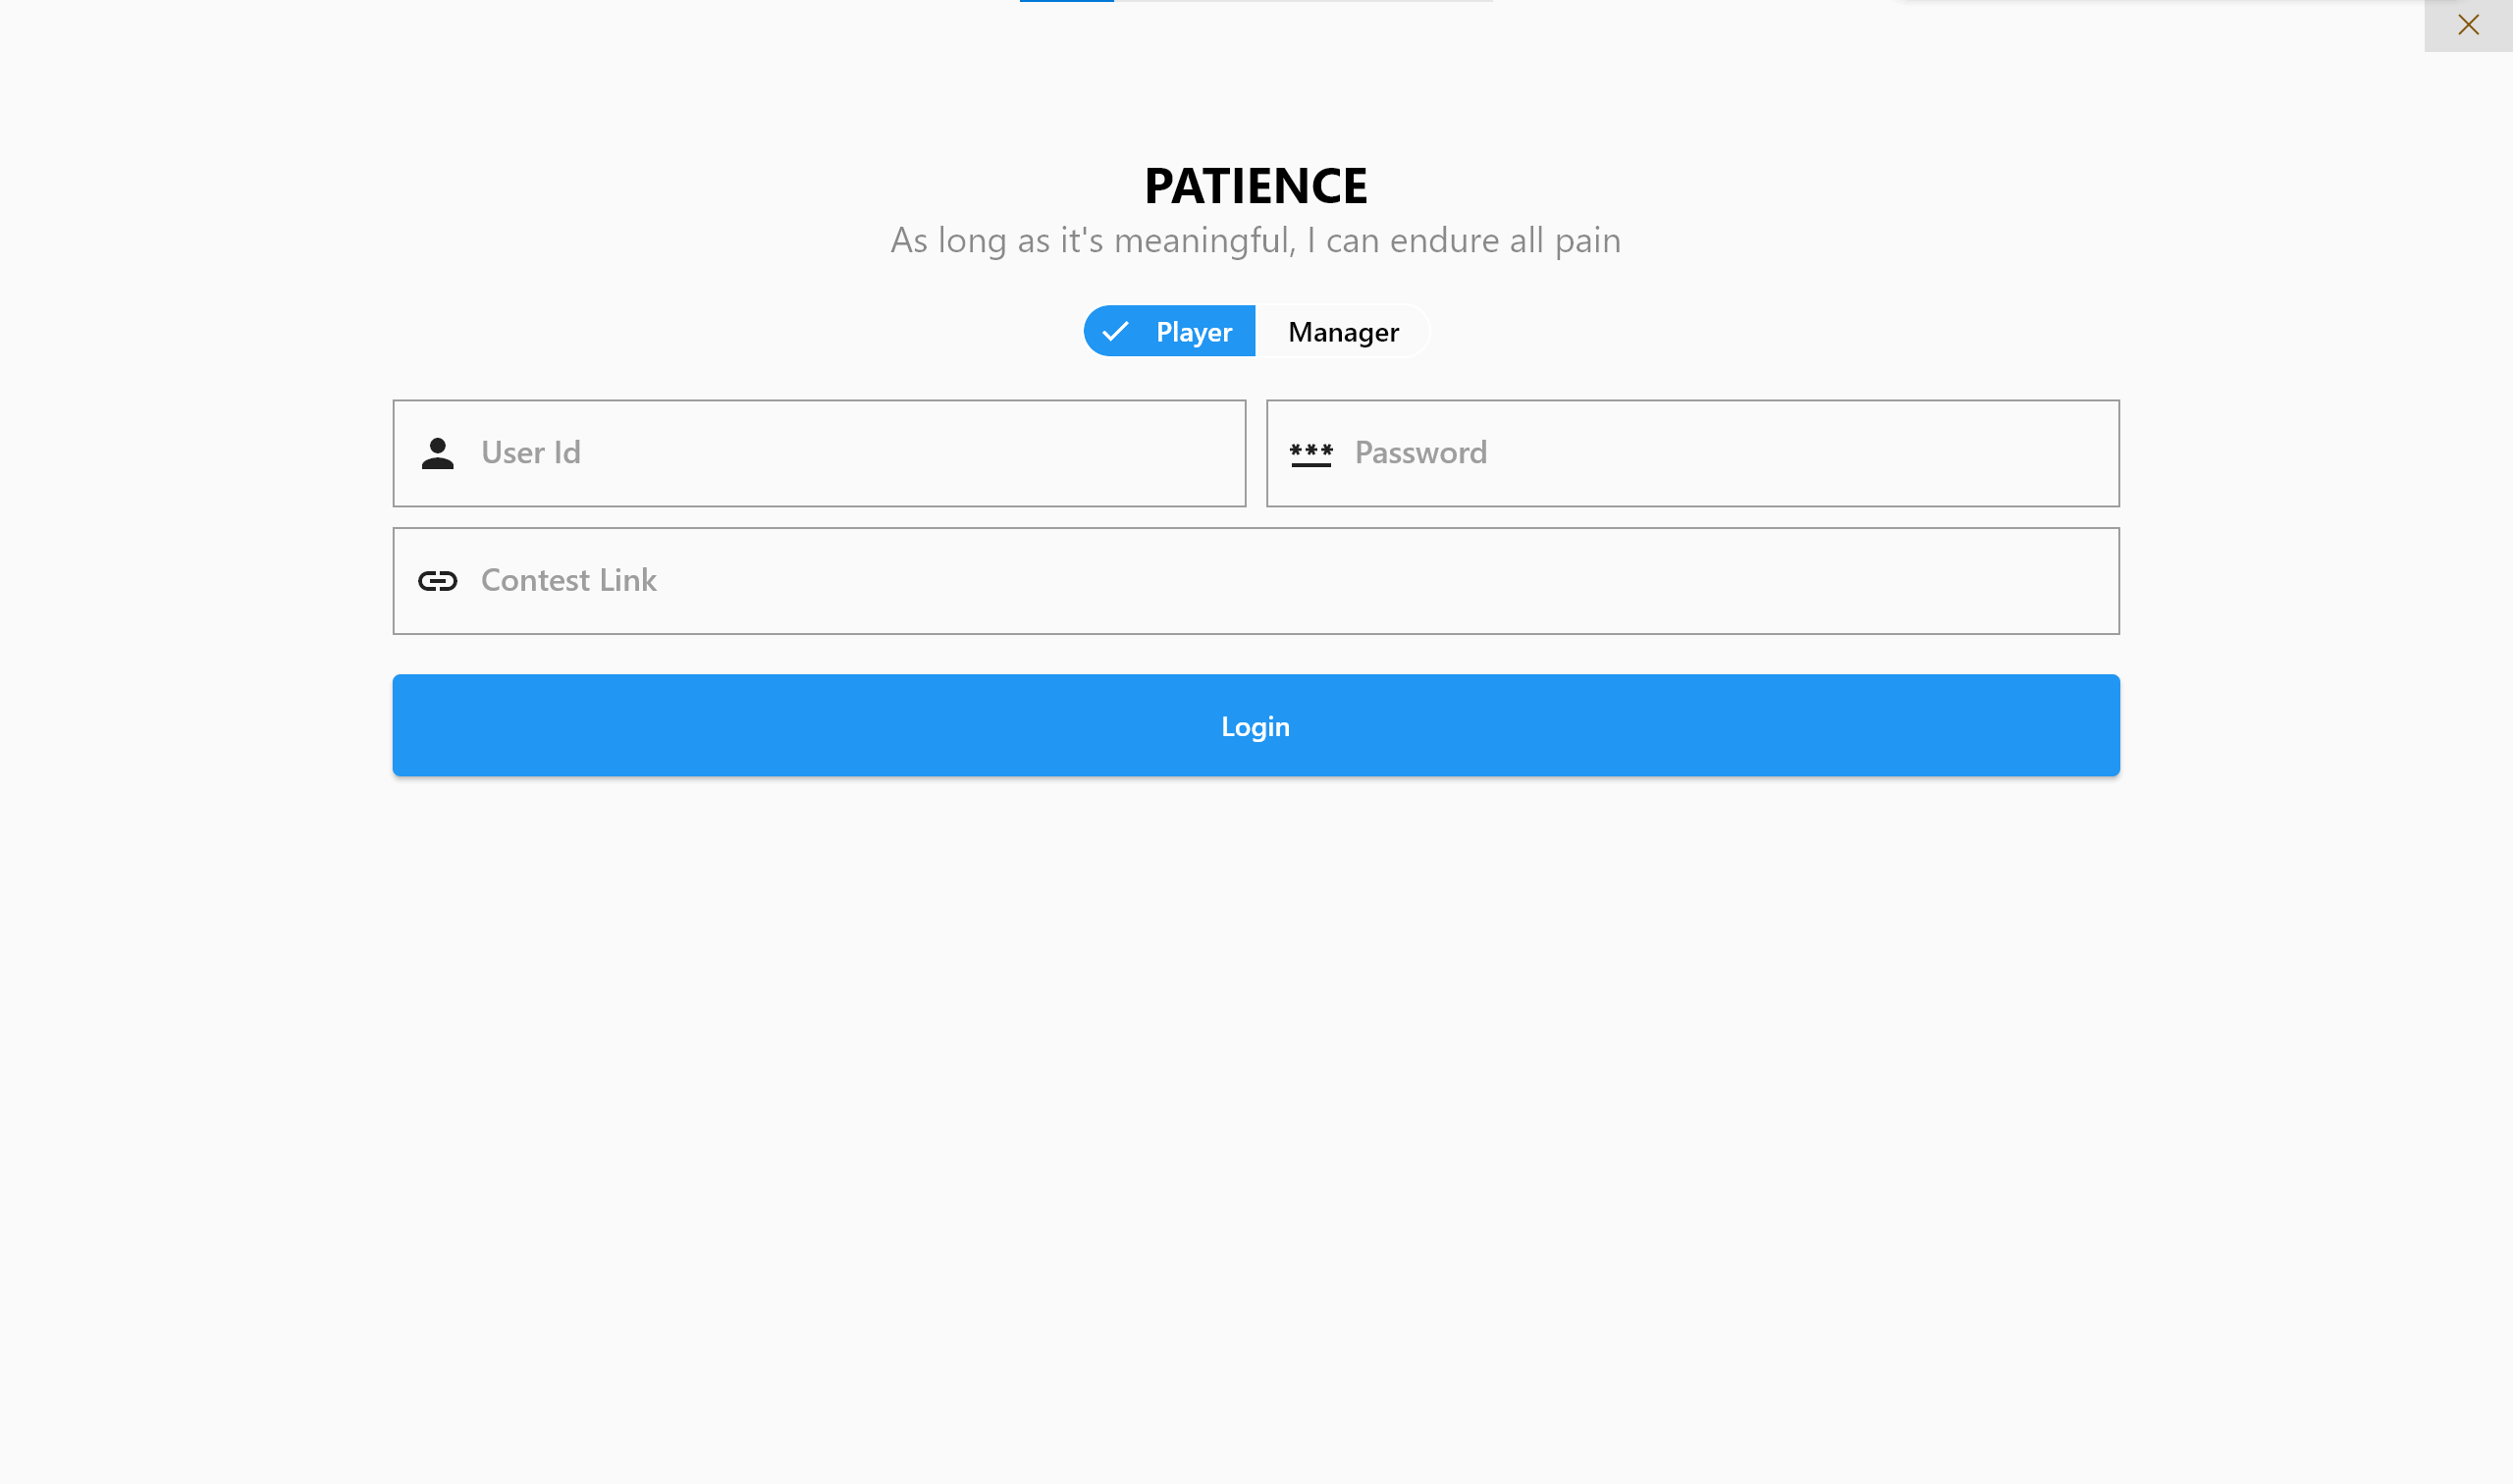 PATIENCE
As long as it's meaningful, I can endure all pain
Player Manager
User Id
*** Password
Contest Link
Login